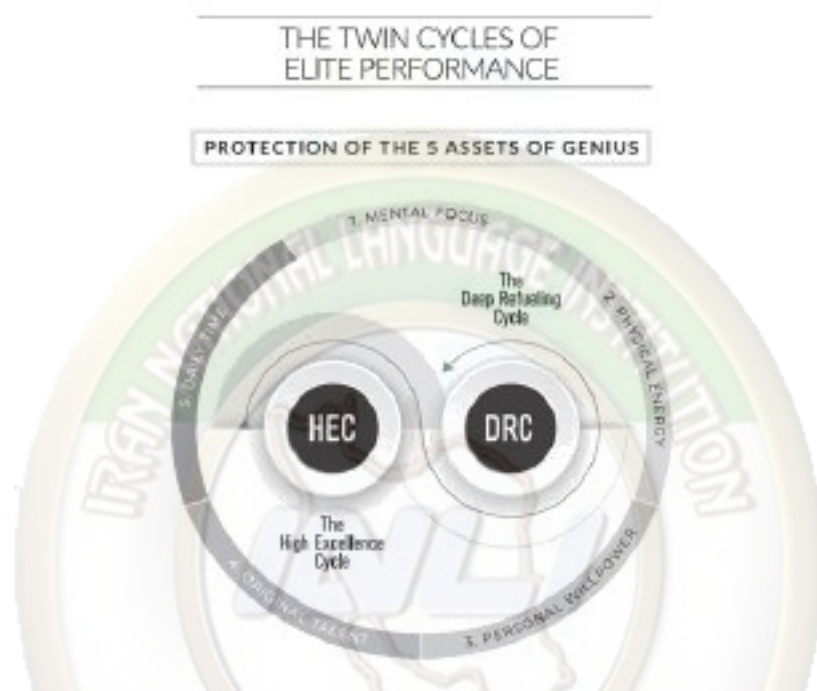 THE TWIN CYCLES OF
ELITE PERFORMANCE
PROTECTION OF THE 5 ASSETS OF GENIUS
1. MENTAL FOCUS
IRAN NATIONAL LANGUAGE INSTITUTION
The
Deep Refueling
Cycle
2. PHYSICAL ENERGY
5. DAILY TIME
HEC
DRC
The
High Excellence
Cycle
INLI
4. ORIGINAL TALENT
3. PERSONAL WILLPOWER